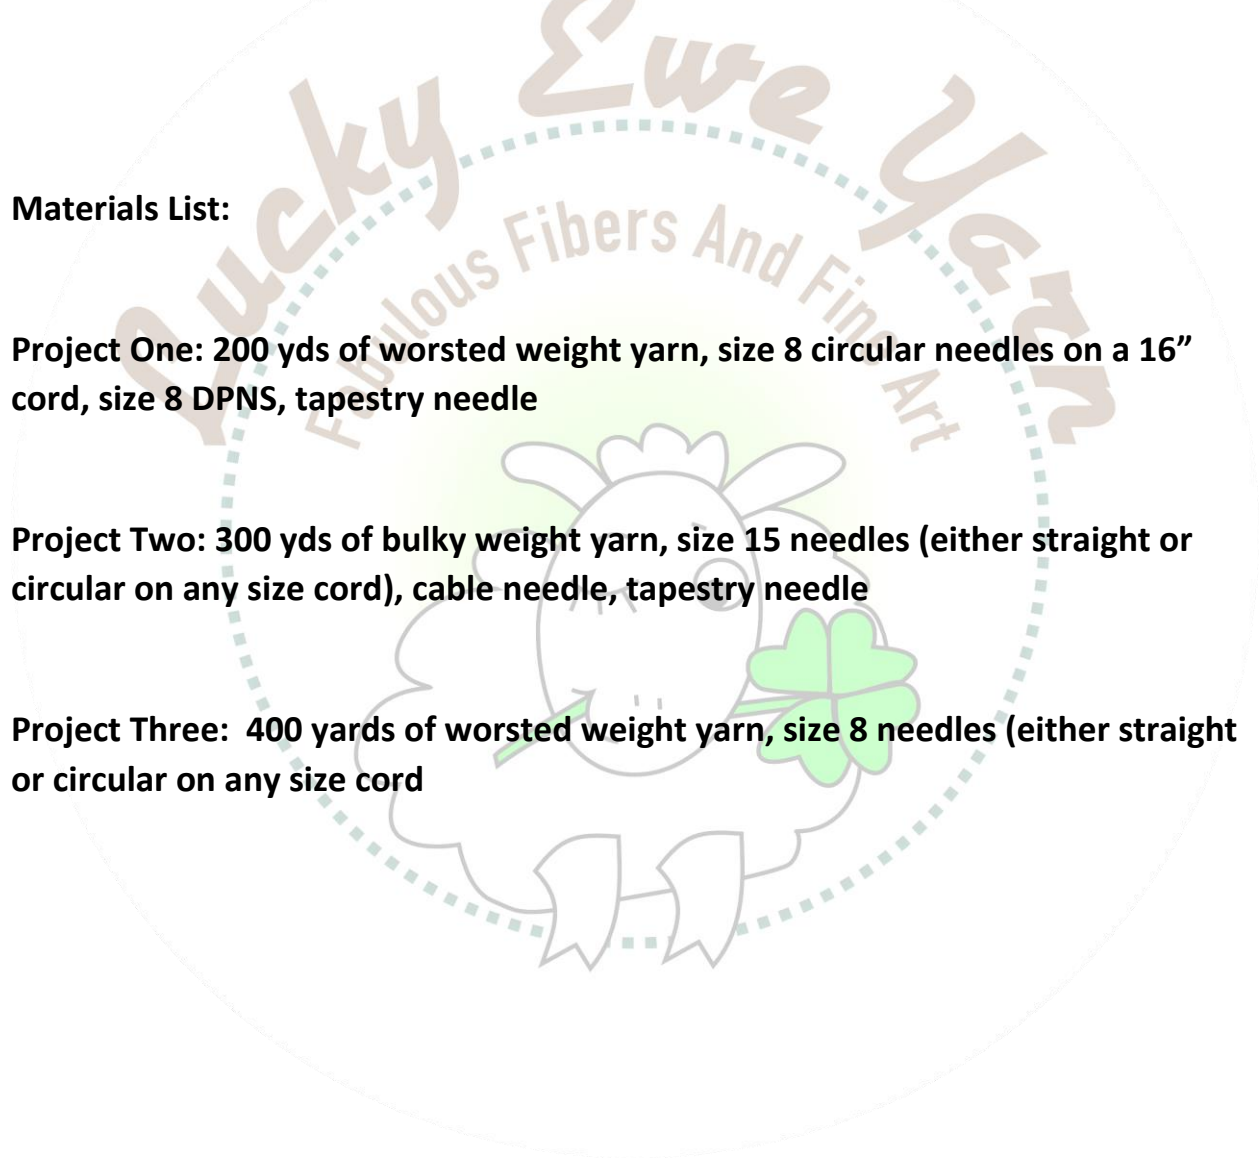 Lucky Ewe Yarn
Fabulous Fibers And Fine Art
Materials List:
Project One: 200 yds of worsted weight yarn, size 8 circular needles on a 16”
cord, size 8 DPNS, tapestry needle
Project Two: 300 yds of bulky weight yarn, size 15 needles (either straight or
circular on any size cord), cable needle, tapestry needle
Project Three:  400 yards of worsted weight yarn, size 8 needles (either straight
or circular on any size cord